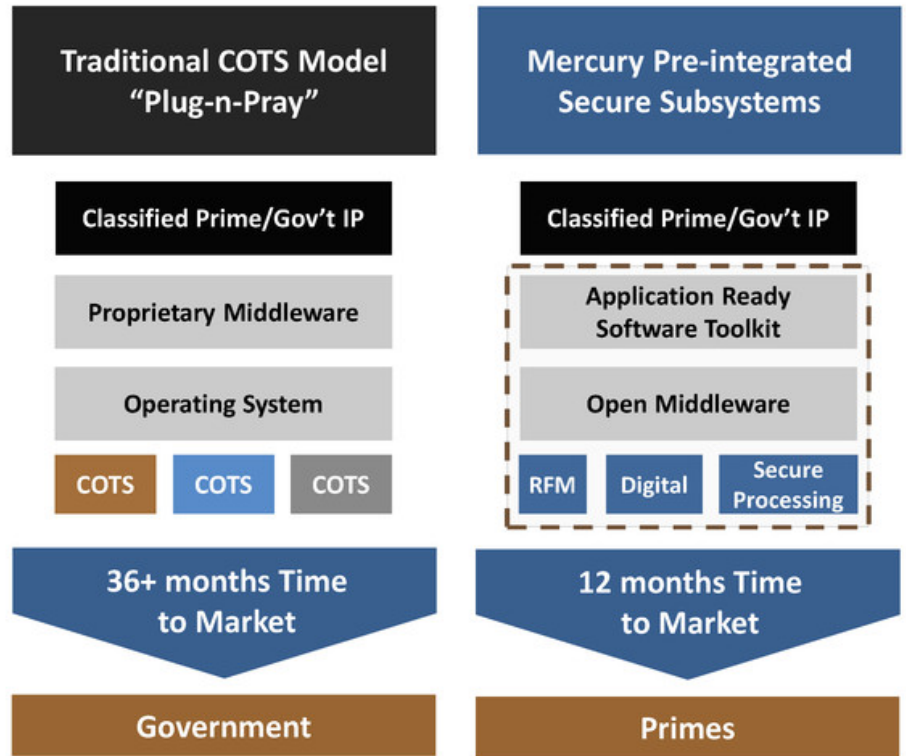 Traditional COTS Model
“Plug-n-Pray”
Classified Prime/Gov’t IP
Proprietary Middleware
Operating System
COTS
COTS
COTS
36+ months Time
to Market
Government
Mercury Pre-integrated
Secure Subsystems
Classified Prime/Gov’t IP
Application Ready
Software Toolkit
Open Middleware
RFM
Digital
Secure
Processing
12 months Time
to Market
Primes